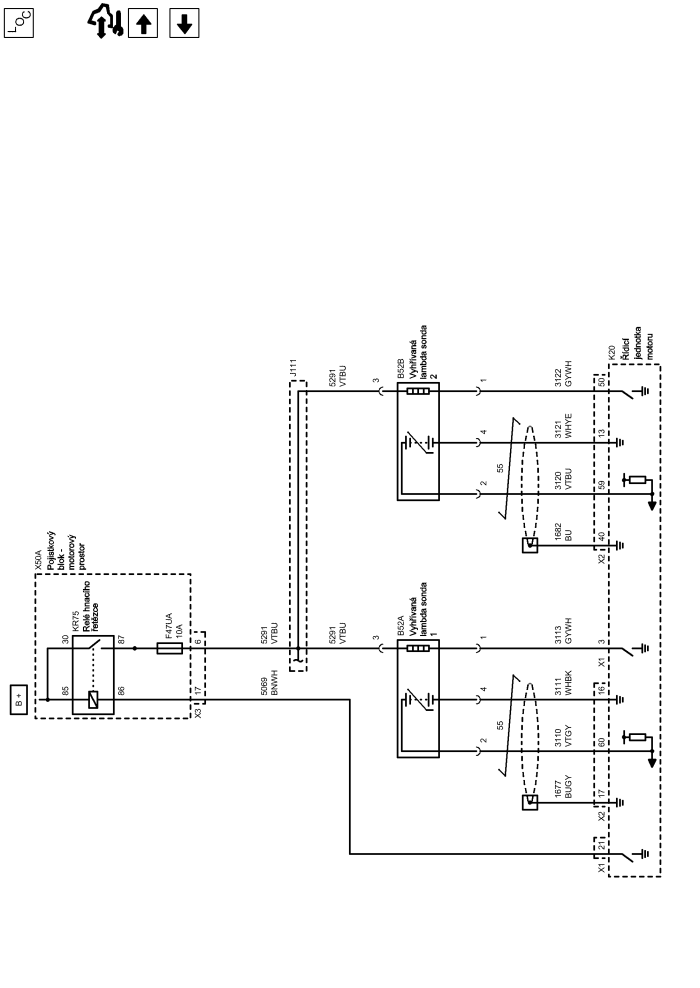 LOC
B +
X50A
Pojistkový
blok -
motorový
prostor
KR75
Relé hnacího
řetězce
30
87
85
86
F47UA
10A
6
17
X3
5291
VTBU
5069
BNWH
J111
5291
VTBU
5291
VTBU
3
B52B
Vyhřívaná
lambda sonda
2
1
4
2
55
3122
GYWH
3121
WHYE
3120
VTBU
1682
BU
50
13
59
40
X2
K20
Řídicí
jednotka
motoru
3
B52A
Vyhřívaná
lambda sonda
1
1
4
2
55
3113
GYWH
3111
WHBK
3110
VTGY
1677
BUGY
3
X1
16
60
17
X2
21
X1